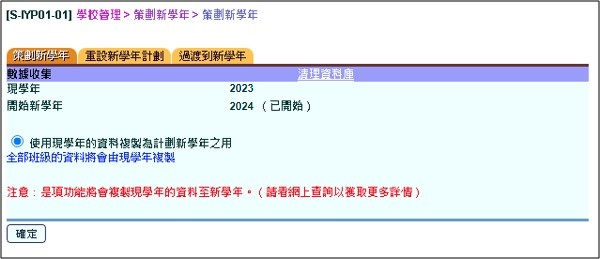 [S-IYP01-01] 學校管理 > 策劃新學年 > 策劃新學年
策劃新學年 重設新學年計劃 過渡到新學年
數據收集 清理資料庫
現學年 2023
開始新學年 2024 （已開始）
使用現學年的資料複製為計劃新學年之用
全部班級的資料將會由現學年複製
注意：是項功能將會複製現學年的資料至新學年。（請看網上查詢以獲取更多詳情）
確定